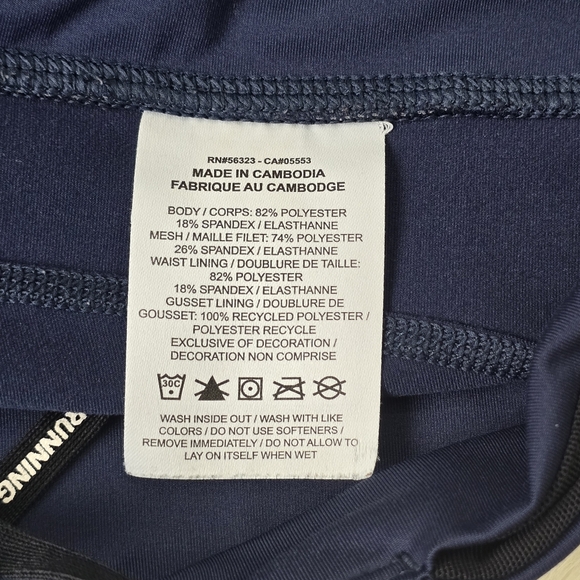 RN#56323 - CA#05553
MADE IN CAMBODIA
FABRIQUE AU CAMBODGE
BODY / CORPS: 82% POLYESTER
18% SPANDEX / ELASTHANNE
MESH / MAILLE FILET: 74% POLYESTER
26% SPANDEX / ELASTHANNE
WAIST LINING / DOUBLURE DE TAILLE:
82% POLYESTER
18% SPANDEX / ELASTHANNE
GUSSET LINING / DOUBLURE DE
GOUSSET: 100% RECYCLED POLYESTER /
POLYESTER RECYCLE
EXCLUSIVE OF DECORATION /
DECORATION NON COMPRISE
30C
WASH INSIDE OUT / WASH WITH LIKE
COLORS / DO NOT USE SOFTENERS /
REMOVE IMMEDIATELY / DO NOT ALLOW TO
LAY ON ITSELF WHEN WET
RUNNING